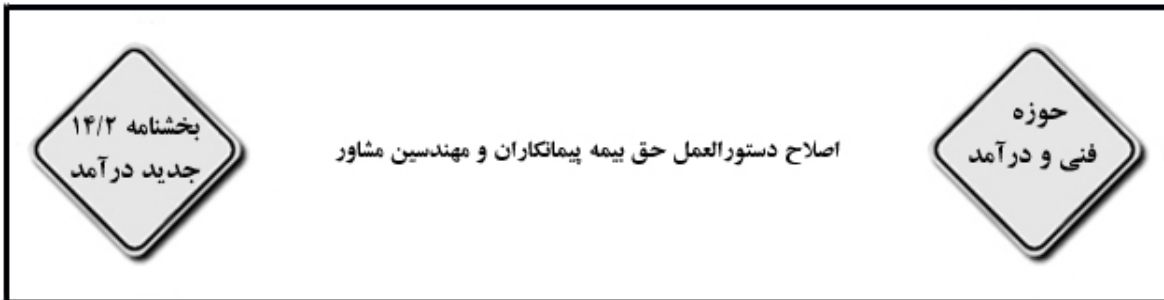 حوزه
فنی و درآمد
اصلاح دستورالعمل حق بیمه پیمانکاران و مهندسین مشاور
بخشنامه ۱۴/۲
جدید درآمد